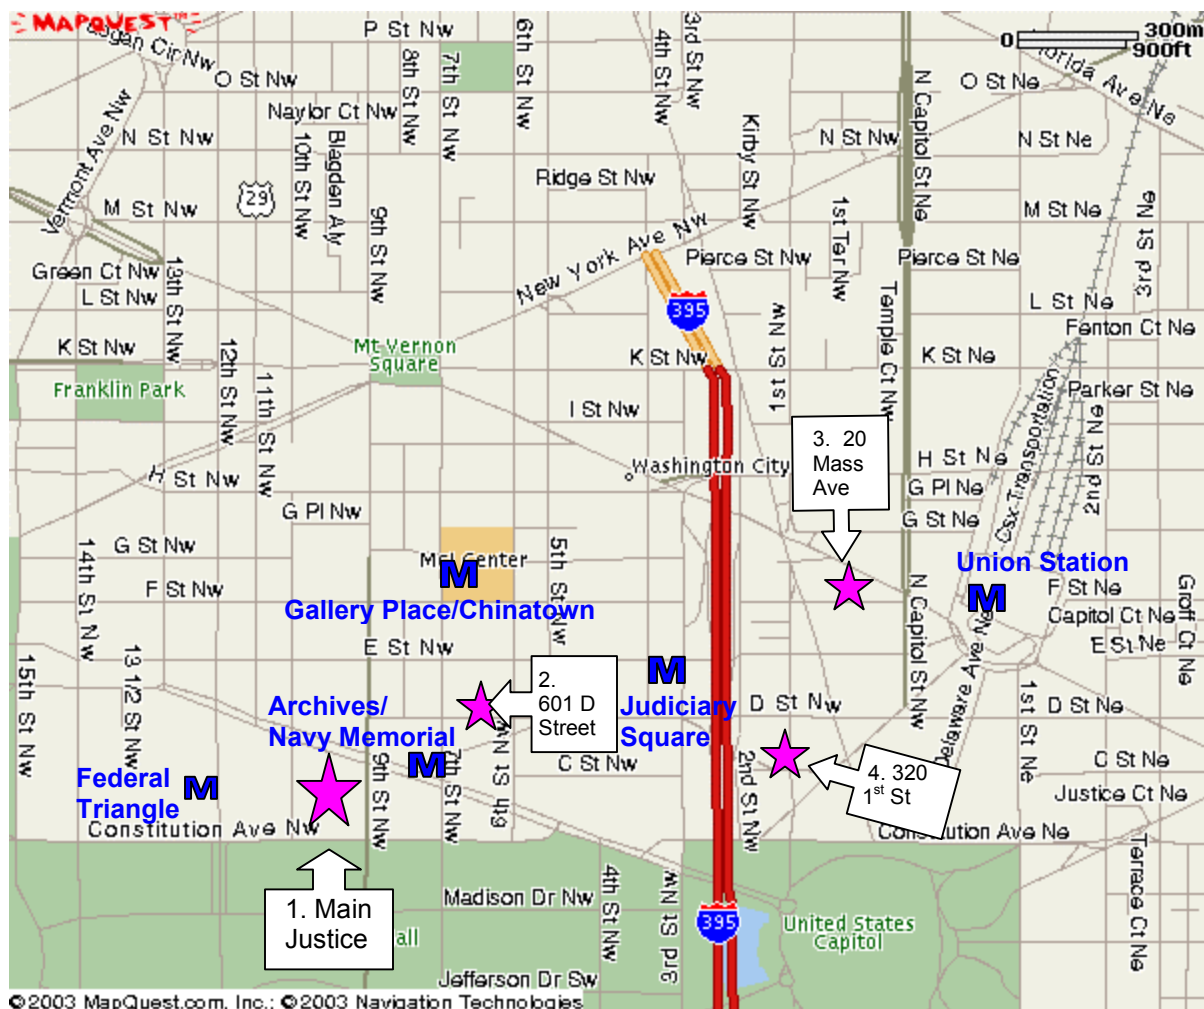 MAPQUEST
P St Nw
6th St Nw
4th St Nw
3rd St Nw
0 300m
900ft
Florida Ave Ne
Cir Nw
O St Nw
8th St Nw
7th St Nw
N Capitol St Ne
O St Ne
Naylor Ct Nw
Vermont Ave Nw
N St Nw
10th St Nw
Blagden Aly
Kirby St Nw
N St Nw
N St Ne
Ridge St Nw
29
M St Nw
9th St Nw
New York Ave Nw
1st Ter Nw
M St Ne
3rd St Ne
Green Ct Nw
13th St Nw
Pierce St Nw
Pierce St Ne
L St Nw
395
Temple Ct Nw
L St Ne
Fenton Ct Ne
K St Nw
12th St Nw
Mt Vernon
Square
K St Nw
1st St Nw
K St Ne
Franklin Park
11th St Nw
Parker St Ne
I St Nw
3. 20
Mass
Ave
Csx Transportation
2nd St Ne
H St Nw
Washington City
H St Ne
G Pl Nw
G Pl Ne
G St Ne
14th St Nw
G St Nw
Mci Center
5th St Nw
Union Station
F St Nw
M
M
F St Ne
Gallery Place/Chinatown
N Capitol St Nw
Capitol Ct Ne
Groff Ct Ne
E St Nw
E St Ne
15th St Nw
13 1/2 St Nw
2.
601 D
Street
M
Judiciary
Square
Archives/
Navy Memorial
D St Nw
Delaware Ave Ne
1st St Ne
D St Ne
M
7th St Nw
6th St Nw
C St Nw
2nd St Nw
C St Ne
Federal
Triangle
M
9th St Nw
4. 320
1st St
Justice Ct Ne
Constitution Ave Nw
Constitution Ave Ne
Terrace Ct Ne
1. Main
Justice
all
Madison Dr Nw
4th St Nw
3rd St Nw
395
United States
Capitol
Jefferson Dr Sw
©2003 MapQuest.com, Inc.; ©2003 Navigation Technologies